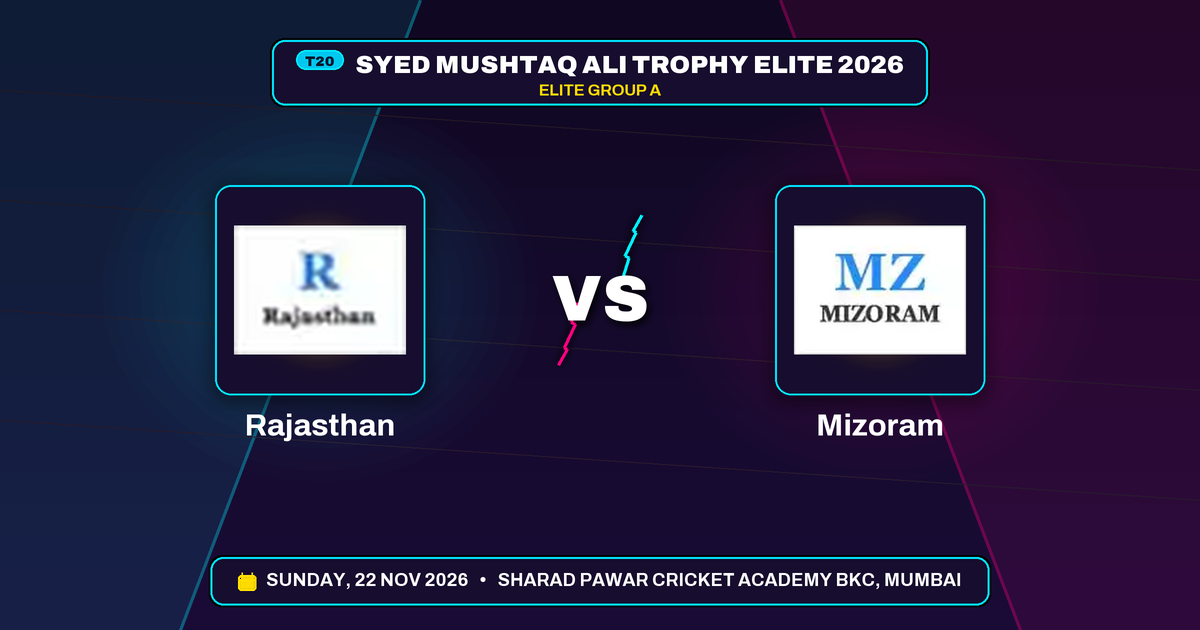 T20 SYED MUSHTAQ ALI TROPHY ELITE 2026
ELITE GROUP A
R
Rajasthan
VS
MZ
MIZORAM
Rajasthan
Mizoram
SUNDAY, 22 NOV 2026 • SHARAD PAWAR CRICKET ACADEMY BKC, MUMBAI